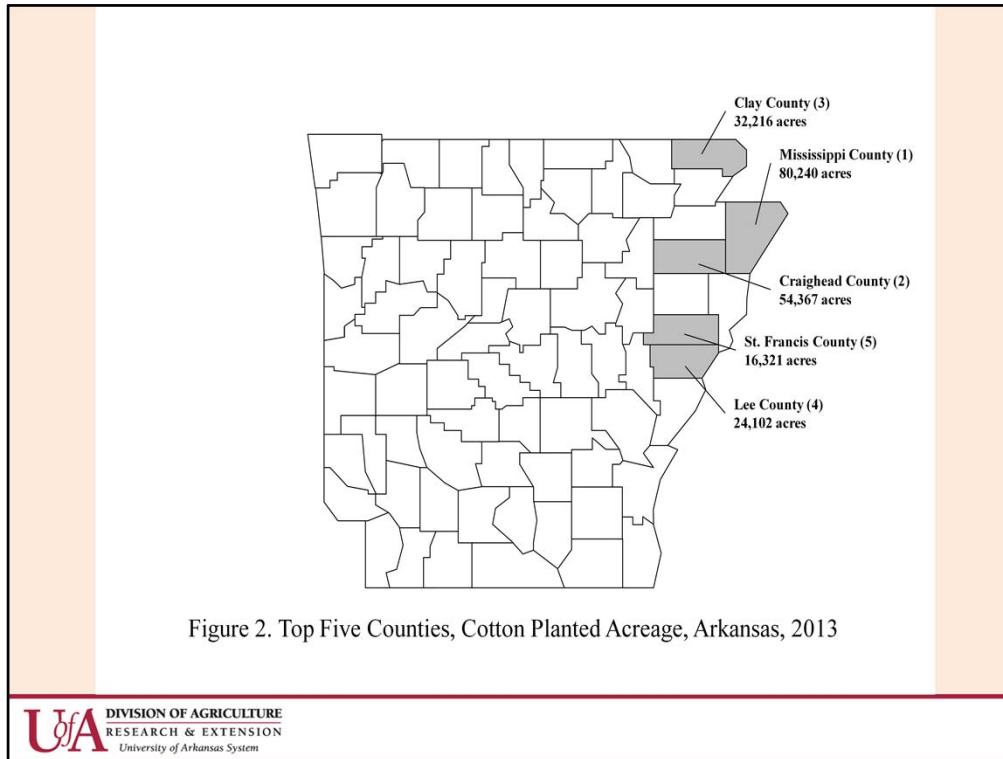 Clay County (3)
32,216 acres
Mississippi County (1)
80,240 acres
Craighead County (2)
54,367 acres
St. Francis County (5)
16,321 acres
Lee County (4)
24,102 acres
Figure 2. Top Five Counties, Cotton Planted Acreage, Arkansas, 2013
UofA
DIVISION OF AGRICULTURE
RESEARCH & EXTENSION
University of Arkansas System